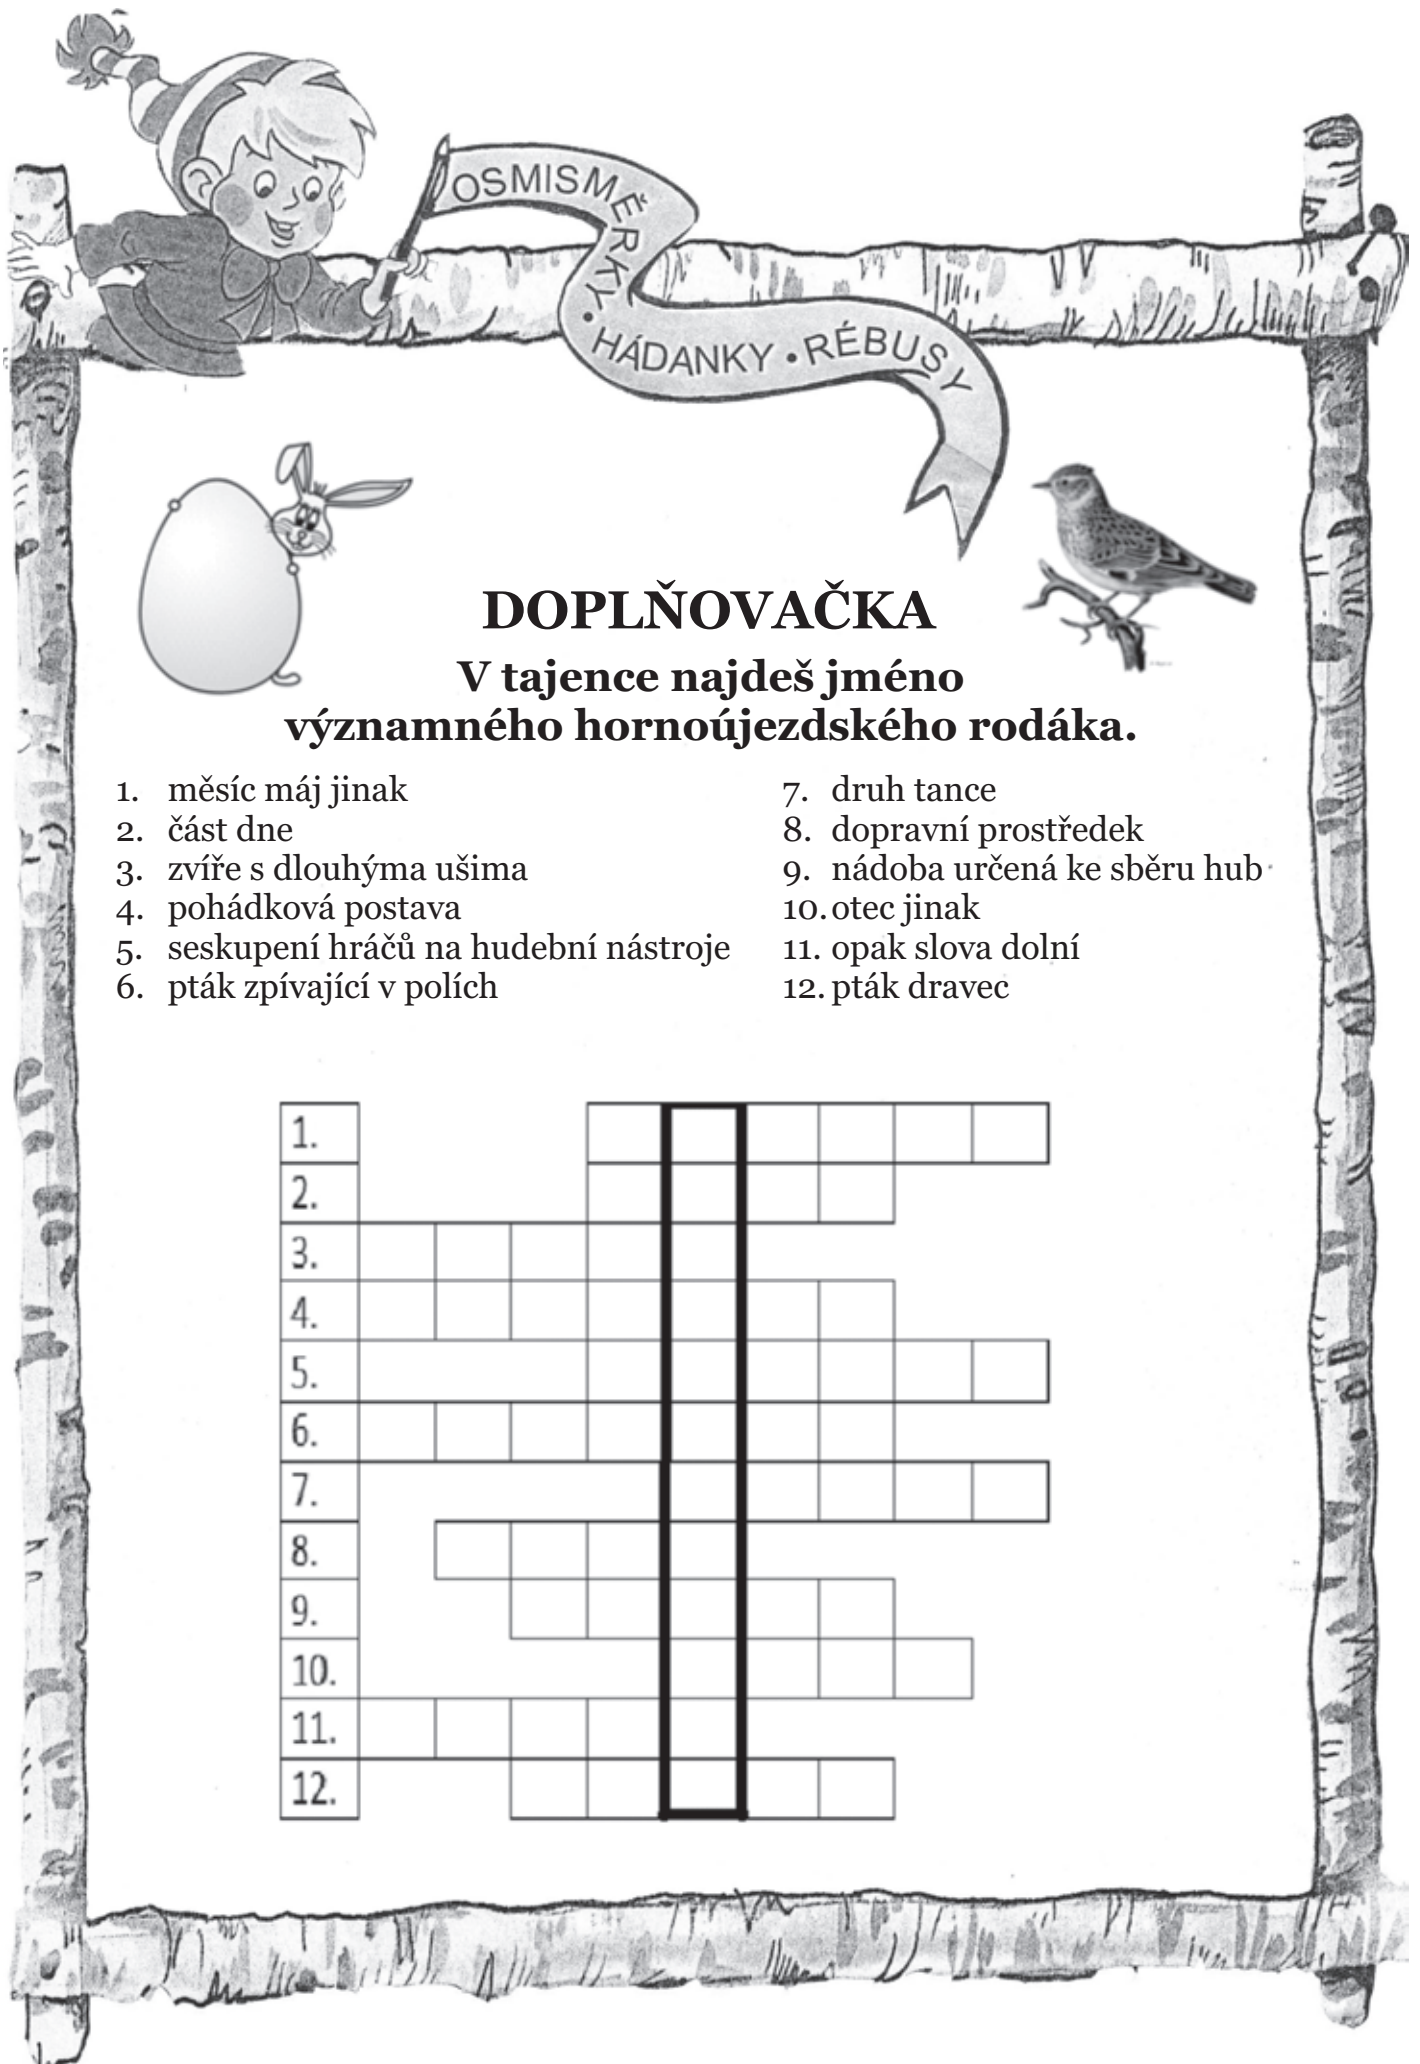 OSMISMĚRKY • HÁDANKY • RÉBUSY
DOPLŇOVAČKA
V tajence najdeš jméno
významného hornoújezdského rodáka.
1. měsíc máj jinak
2. část dne
3. zvíře s dlouhýma ušima
4. pohádková postava
5. seskupení hráčů na hudební nástroje
6. pták zpívající v polích
7. druh tance
8. dopravní prostředek
9. nádoba určená ke sběru hub
10. otec jinak
11. opak slova dolní
12. pták dravec
1.
2.
3.
4.
5.
6.
7.
8.
9.
10.
11.
12.